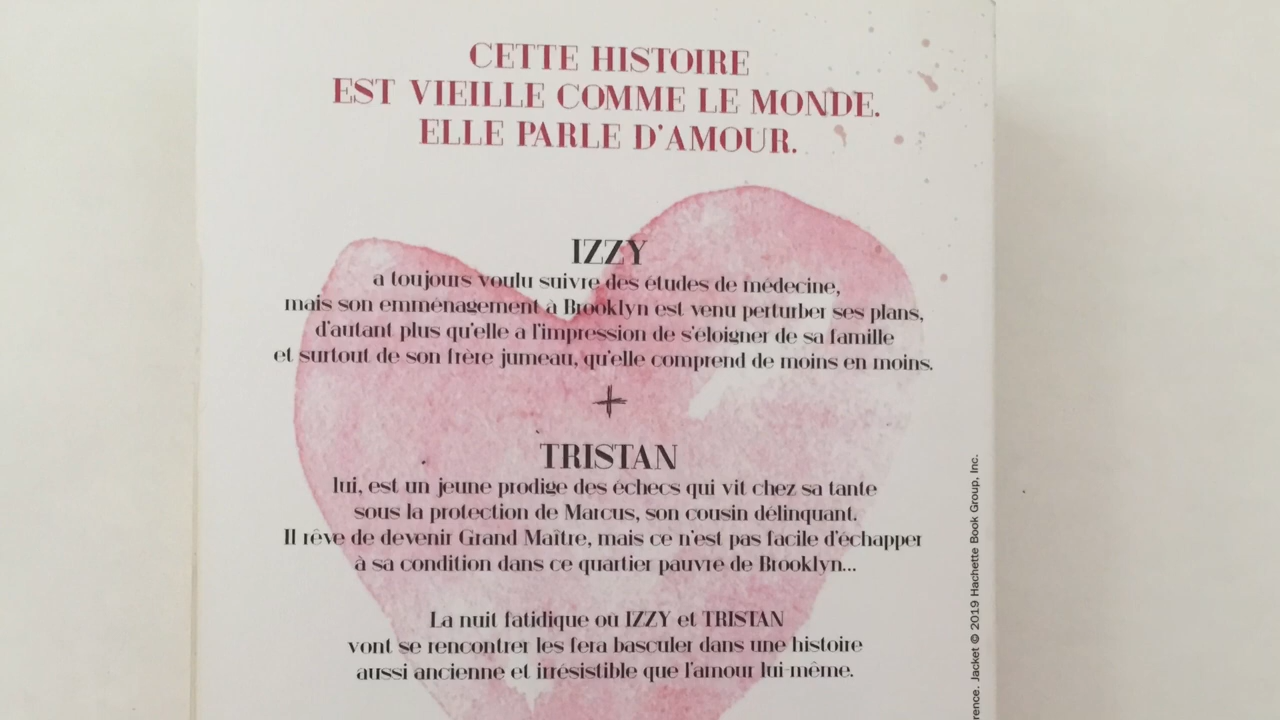 CETTE HISTOIRE
EST VIEILLE COMME LE MONDE.
ELLE PARLE D'AMOUR.
IZZY
a toujours voulu suivre des études de médecine,
mais son emménagement à Brooklyn est venu perturber ses plans,
d'autant plus qu'elle a l'impression de s'éloigner de sa famille
et surtout de son frère jumeau, qu'elle comprend de moins en moins.
+
TRISTAN
lui, est un jeune prodige des échecs qui vit chez sa tante
sous la protection de Marcus, son cousin délinquant.
Il rêve de devenir Grand Maître, mais ce n'est pas facile d'échapper
à sa condition dans ce quartier pauvre de Brooklyn...
La nuit fatidique où IZZY et TRISTAN
vont se rencontrer les fera basculer dans une histoire
aussi ancienne et irrésistible que l'amour lui-même.
rence. Jacket © 2019 Hachette Book Group, Inc.